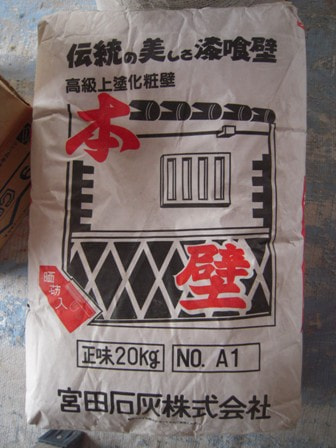 伝統の美しさ漆喰壁
高級上塗化粧壁
本
壁
晒苆入
正味20kg
NO. A1
宮田石灰株式会社